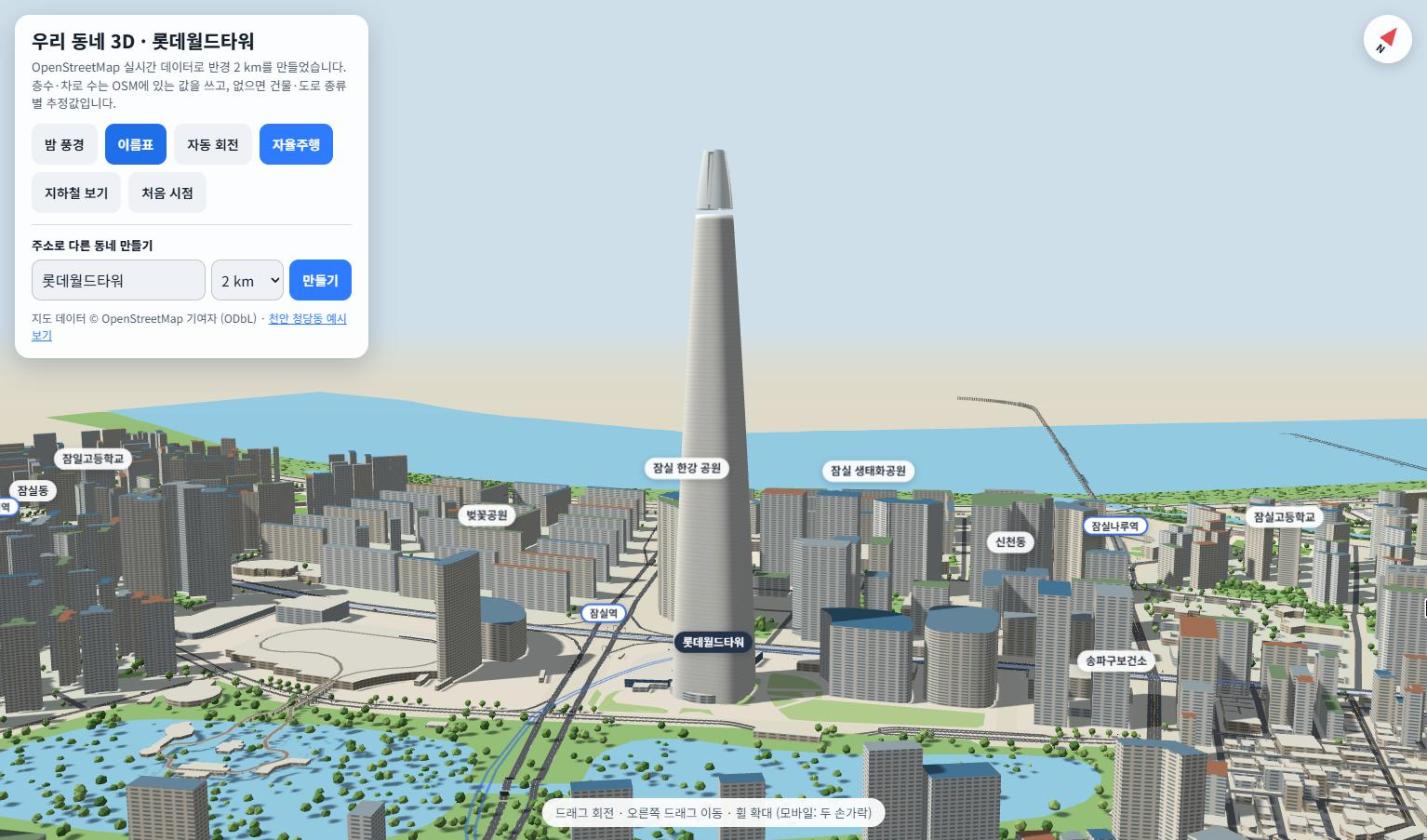 우리 동네 3D · 롯데월드타워
OpenStreetMap 실시간 데이터로 반경 2 km를 만들었습니다.
층수·차로 수는 OSM에 있는 값을 쓰고, 없으면 건물·도로 종류
별 추정값입니다.
밤 풍경
이름표
자동 회전
자율주행
지하철 보기
처음 시점
주소로 다른 동네 만들기
롯데월드타워
2 km
만들기
지도 데이터 © OpenStreetMap 기여자 (ODbL) · 천안 청당동 예시
보기
N
잠일고등학교
잠실동
역
벚꽃공원
잠실 한강 공원
잠실 생태화공원
신천동
잠실나루역
잠실고등학교
잠실역
롯데월드타워
송파구보건소
드래그 회전 · 오른쪽 드래그 이동 · 휠 확대 (모바일: 두 손가락)